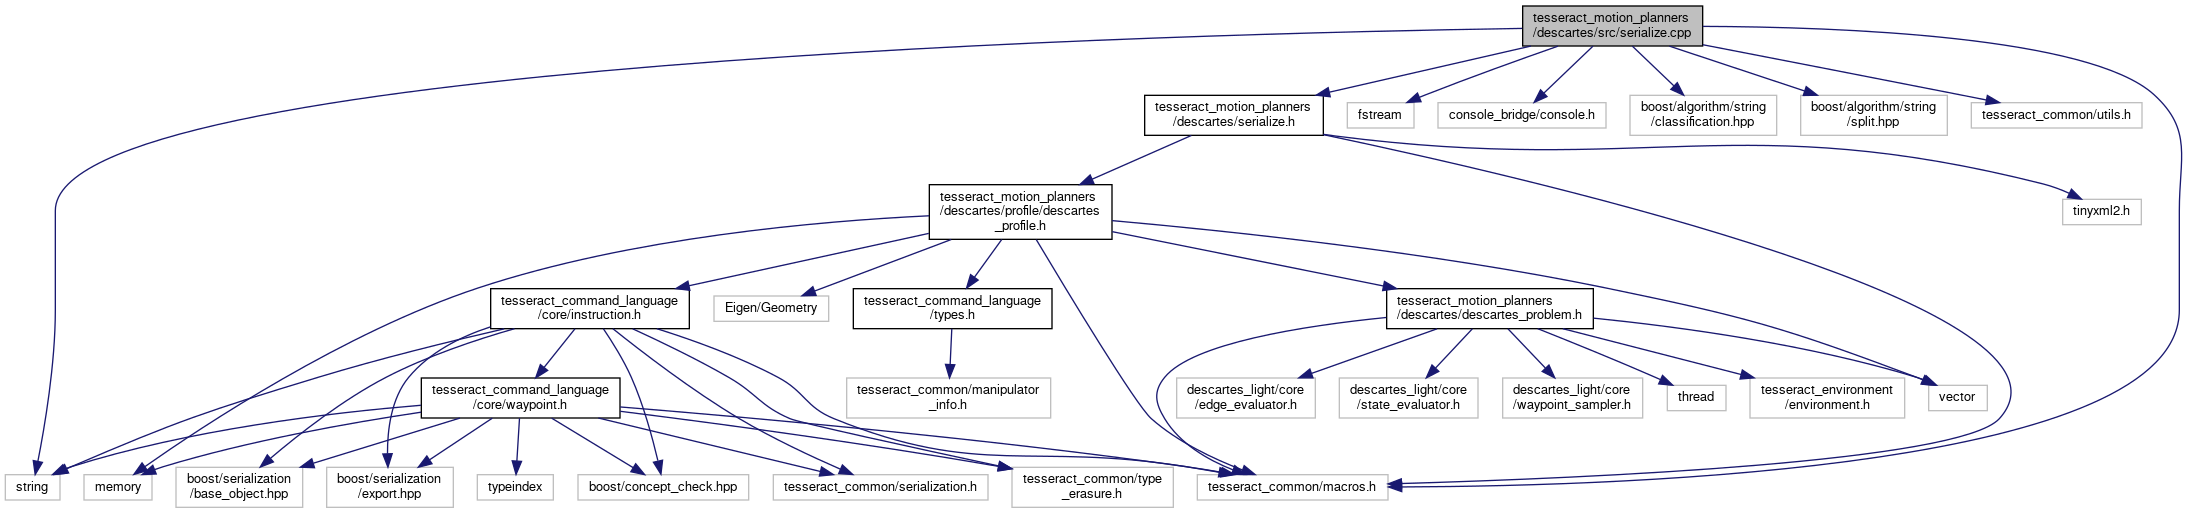 tesseract_motion_planners
/descartes/src/serialize.cpp
tesseract_motion_planners
/descartes/serialize.h
fstream
console_bridge/console.h
boost/algorithm/string
/classification.hpp
boost/algorithm/string
/split.hpp
tesseract_common/utils.h
tesseract_motion_planners
/descartes/profile/descartes
_profile.h
tinyxml2.h
tesseract_command_language
/core/instruction.h
Eigen/Geometry
tesseract_command_language
/types.h
tesseract_motion_planners
/descartes/descartes_problem.h
tesseract_command_language
/core/waypoint.h
tesseract_common/manipulator
_info.h
descartes_light/core
/edge_evaluator.h
descartes_light/core
/state_evaluator.h
descartes_light/core
/waypoint_sampler.h
thread
tesseract_environment
/environment.h
vector
string
memory
boost/serialization
/base_object.hpp
boost/serialization
/export.hpp
typeindex
boost/concept_check.hpp
tesseract_common/serialization.h
tesseract_common/type
_erasure.h
tesseract_common/macros.h